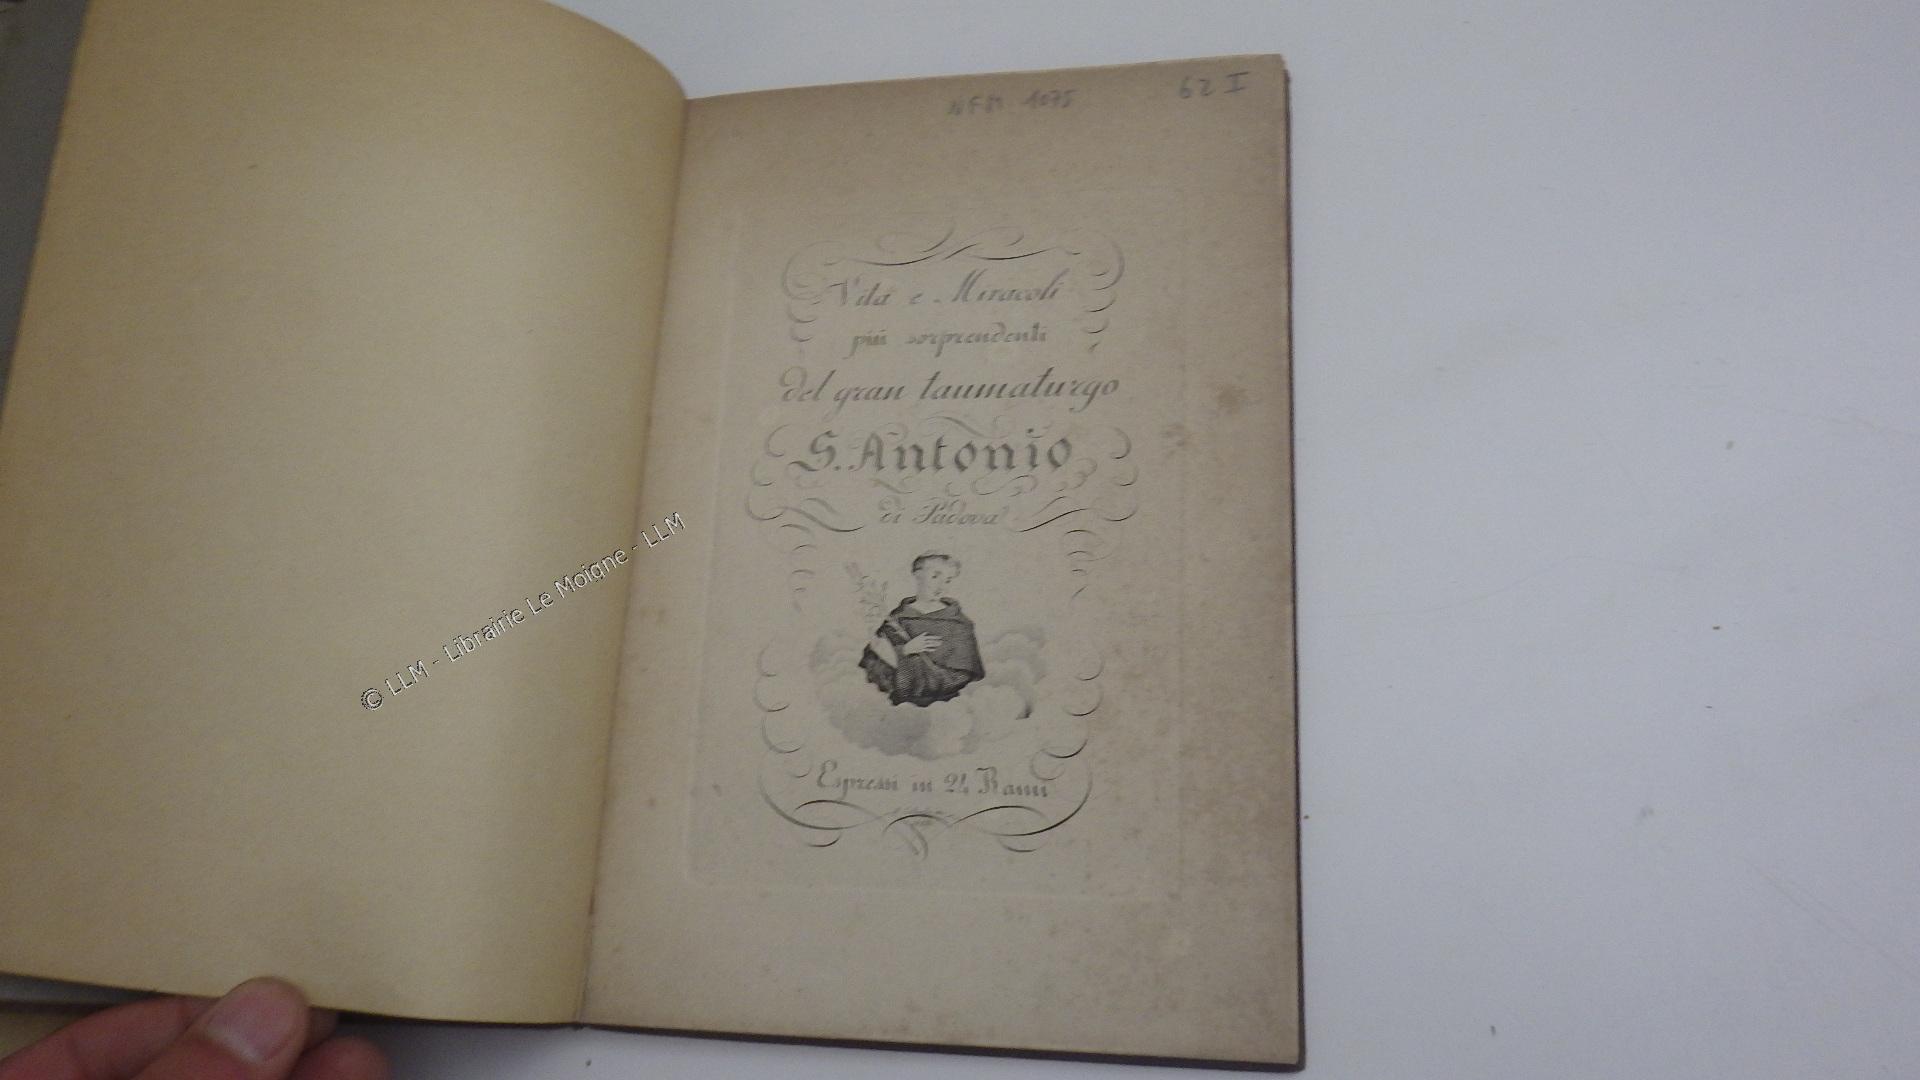 62 I
Vita e Miracoli
più sorprendenti
del gran taumaturgo
S. Antonio
di Padova
Espressi in 24 Rami
© LLM - Librairie Le Moigne - LLM